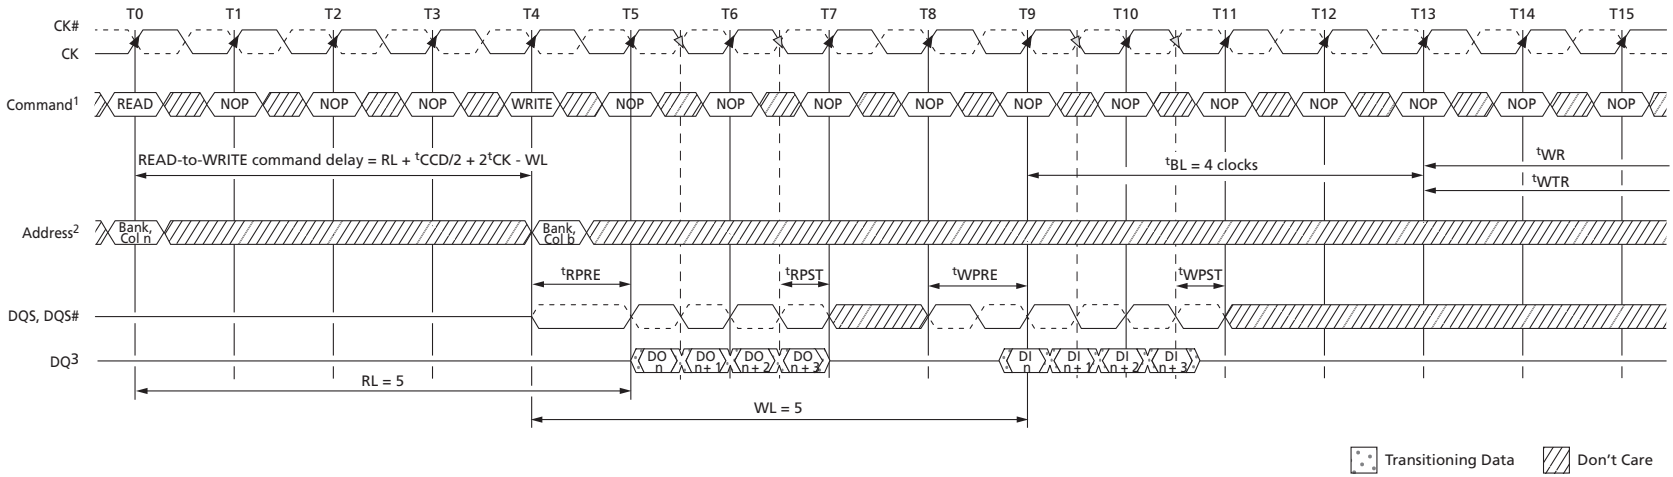 T0 T1 T2 T3 T4 T5 T6 T7 T8 T9 T10 T11 T12 T13 T14 T15
CK#
CK
Command1 READ NOP NOP NOP WRITE NOP NOP NOP NOP NOP NOP NOP NOP NOP NOP NOP
READ-to-WRITE command delay = RL + tCCD/2 + 2tCK - WL
tBL = 4 clocks
tWR
tWTR
Address2 Bank, Col n Bank, Col b
tRPRE tRPST tWPRE tWPST
DQS, DQS#
DQ3 DO n DO n + 1 DO n + 2 DO n + 3 DI n DI n + 1 DI n + 2 DI n + 3
RL = 5
WL = 5
Transitioning Data Don't Care